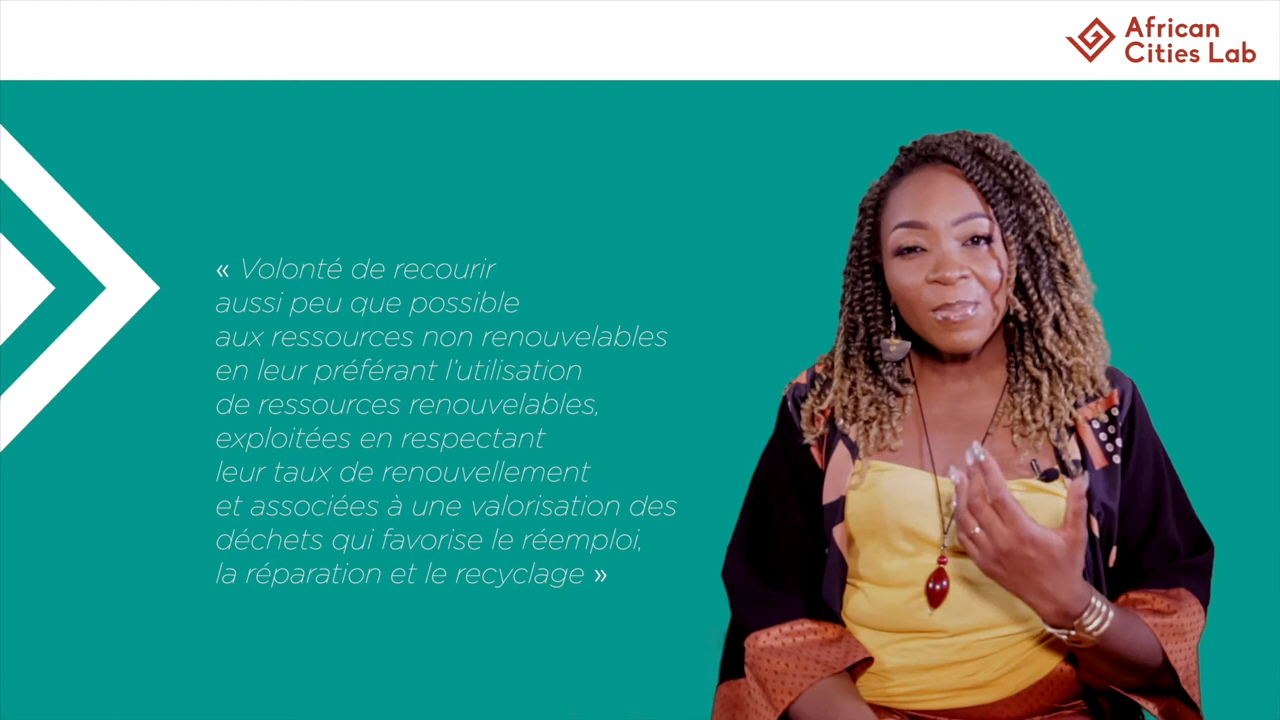 African
Cities Lab
« Volonté de recourir
aussi peu que possible
aux ressources non renouvelables
en leur préférant l'utilisation
de ressources renouvelables,
exploitées en respectant
leur taux de renouvellement
et associées à une valorisation des
déchets qui favorise le réemploi,
la réparation et le recyclage »